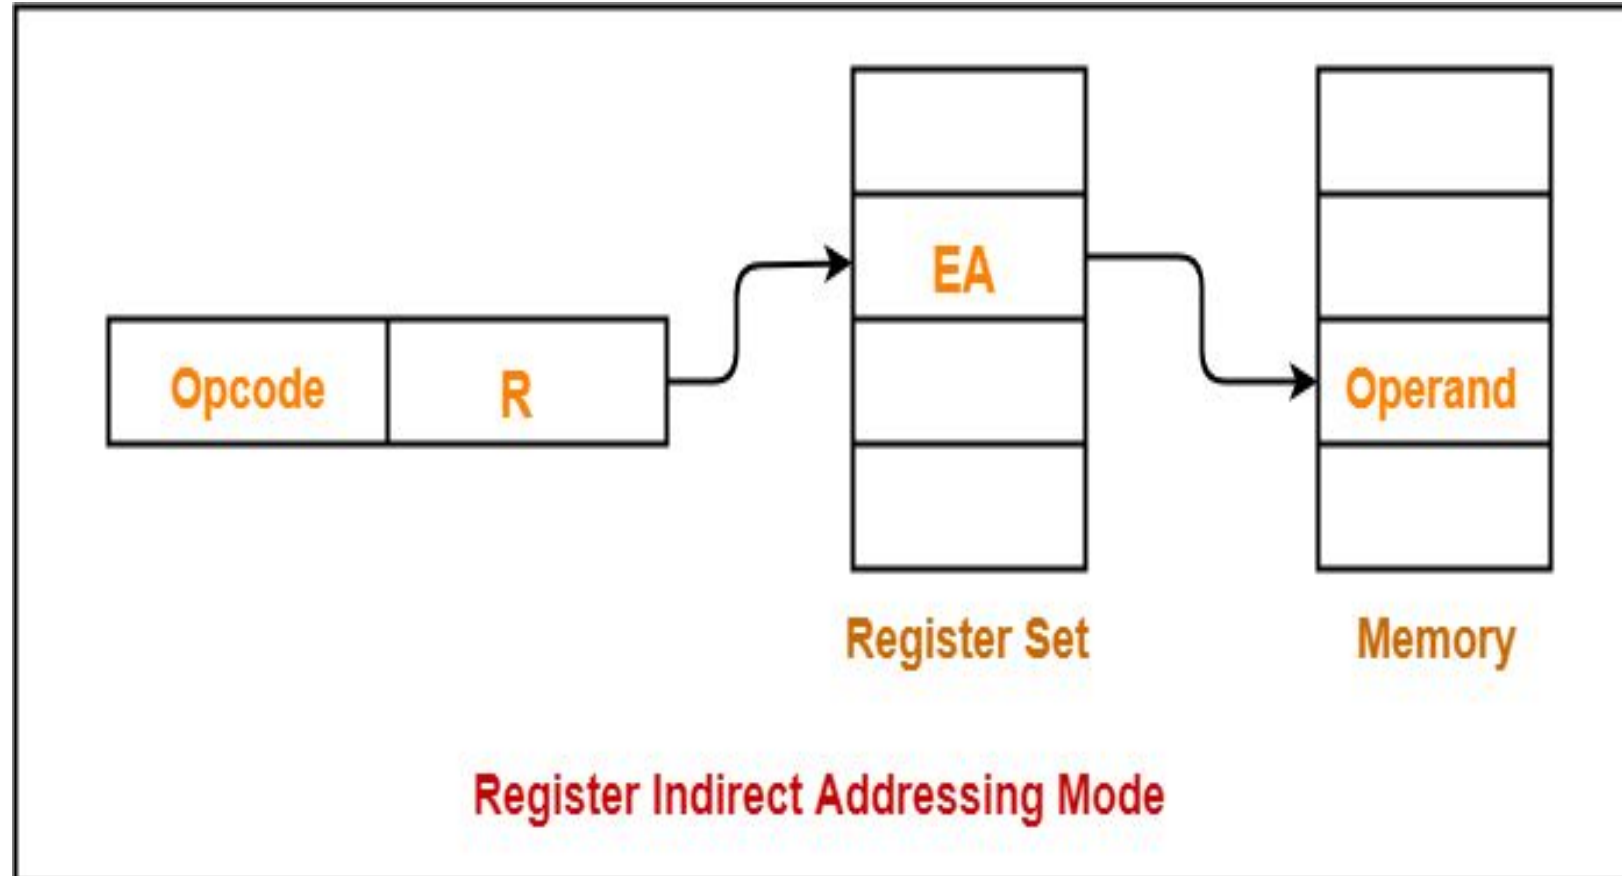 EA
Opcode
R
Operand
Register Set
Memory
Register Indirect Addressing Mode